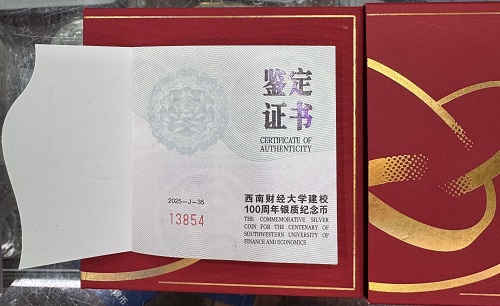 鉴定
证书
CERTIFICATE OF
AUTHENTICITY
2025-J-35
13854
西南财经大学建校
100周年银质纪念币
THE COMMEMORATIVE SILVER
COIN FOR THE CENTENARY OF
SOUTHWESTERN UNIVERSITY OF
FINANCE AND ECONOMICS